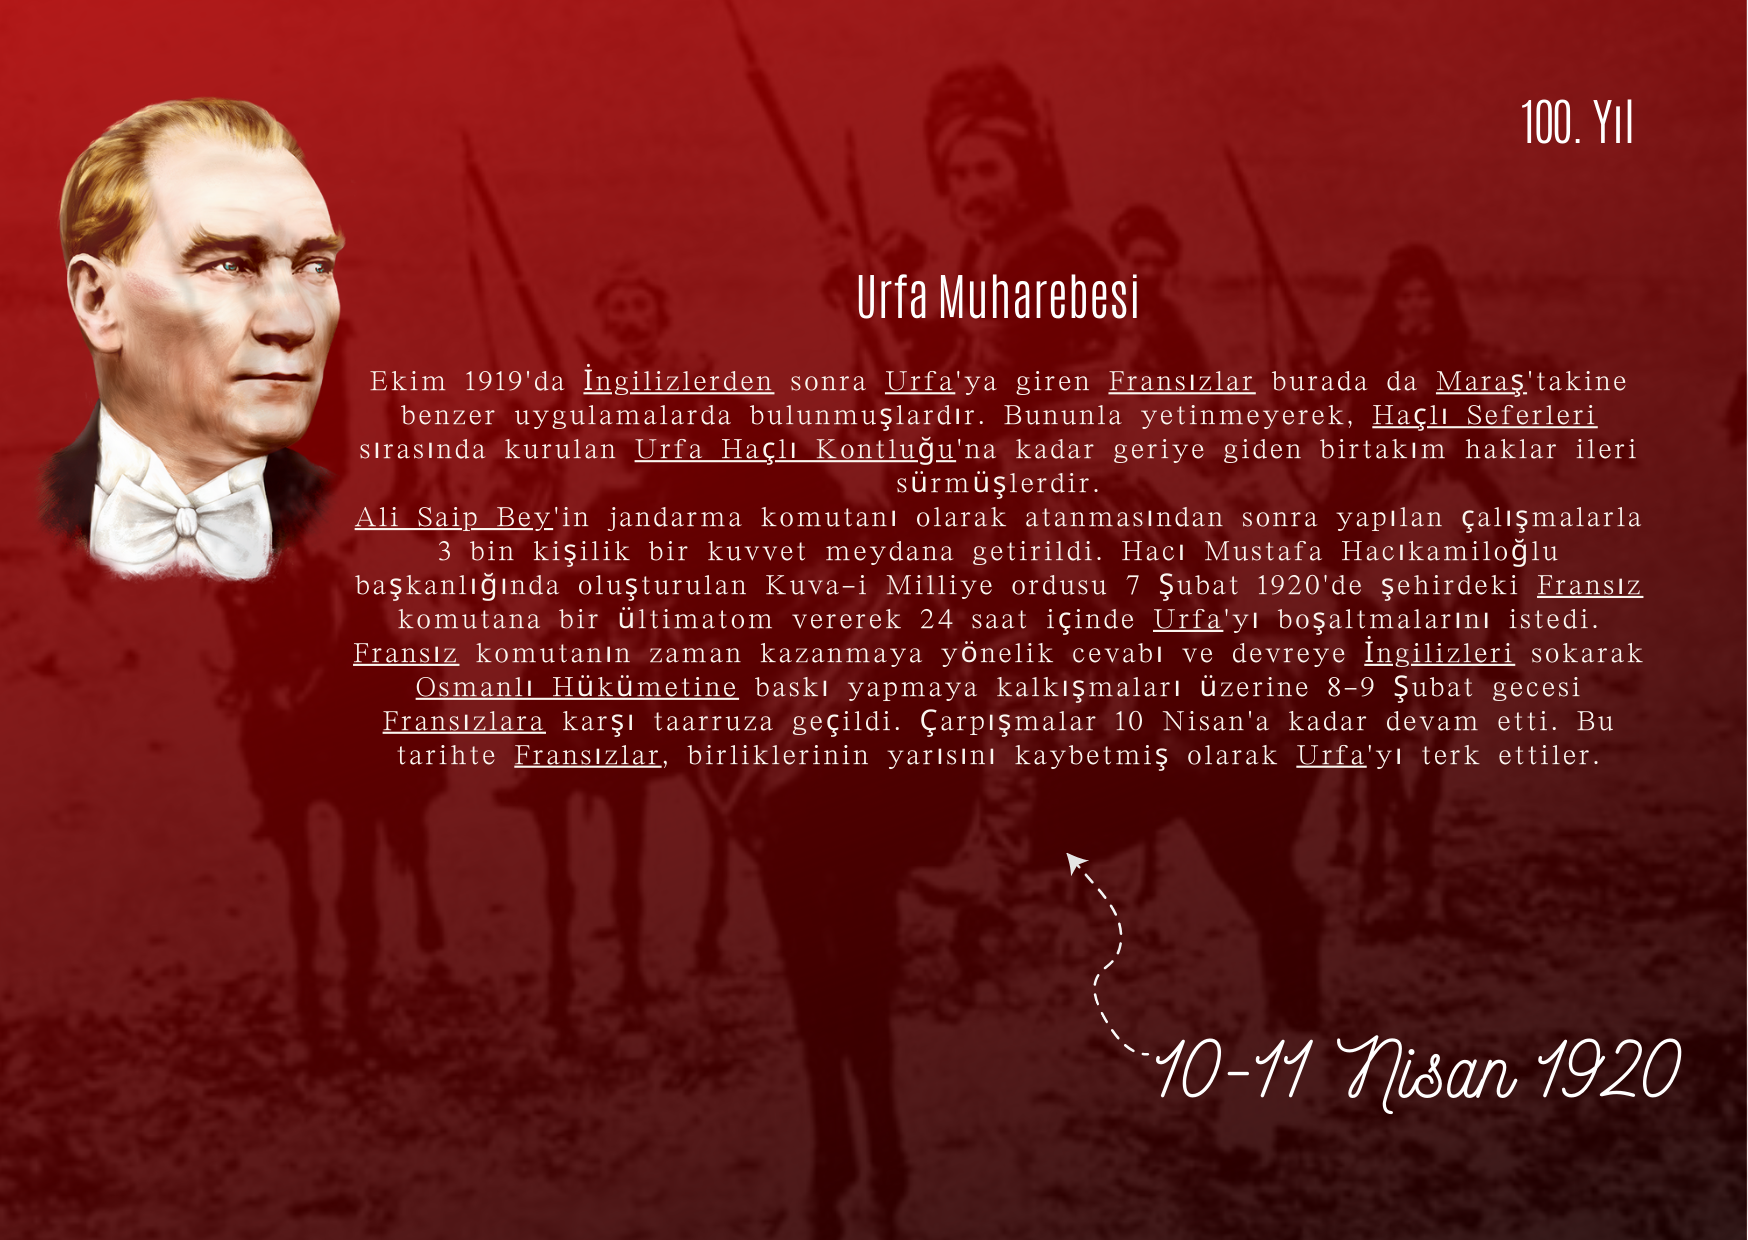 100. Yıl
Urfa Muharebesi
Ekim 1919'da İngilizlerden sonra Urfa'ya giren Fransızlar burada da Maraş'takine
benzer uygulamalarda bulunmuşlardır. Bununla yetinmeyerek, Haçlı Seferleri
sırasında kurulan Urfa Haçlı Kontluğu'na kadar geriye giden birtakım haklar ileri
sürmüşlerdir.
Ali Saip Bey'in jandarma komutanı olarak atanmasından sonra yapılan çalışmalarla
3 bin kişilik bir kuvvet meydana getirildi. Hacı Mustafa Hacıkamiloğlu
başkanlığında oluşturulan Kuva-i Milliye ordusu 7 Şubat 1920'de şehirdeki Fransız
komutana bir ültimatom vererek 24 saat içinde Urfa'yı boşaltmalarını istedi.
Fransız komutanın zaman kazanmaya yönelik cevabı ve devreye İngilizleri sokarak
Osmanlı Hükümetine baskı yapmaya kalkışmaları üzerine 8-9 Şubat gecesi
Fransızlara karşı taarruza geçildi. Çarpışmalar 10 Nisan'a kadar devam etti. Bu
tarihte Fransızlar, birliklerinin yarısını kaybetmiş olarak Urfa'yı terk ettiler.
10-11 Nisan 1920